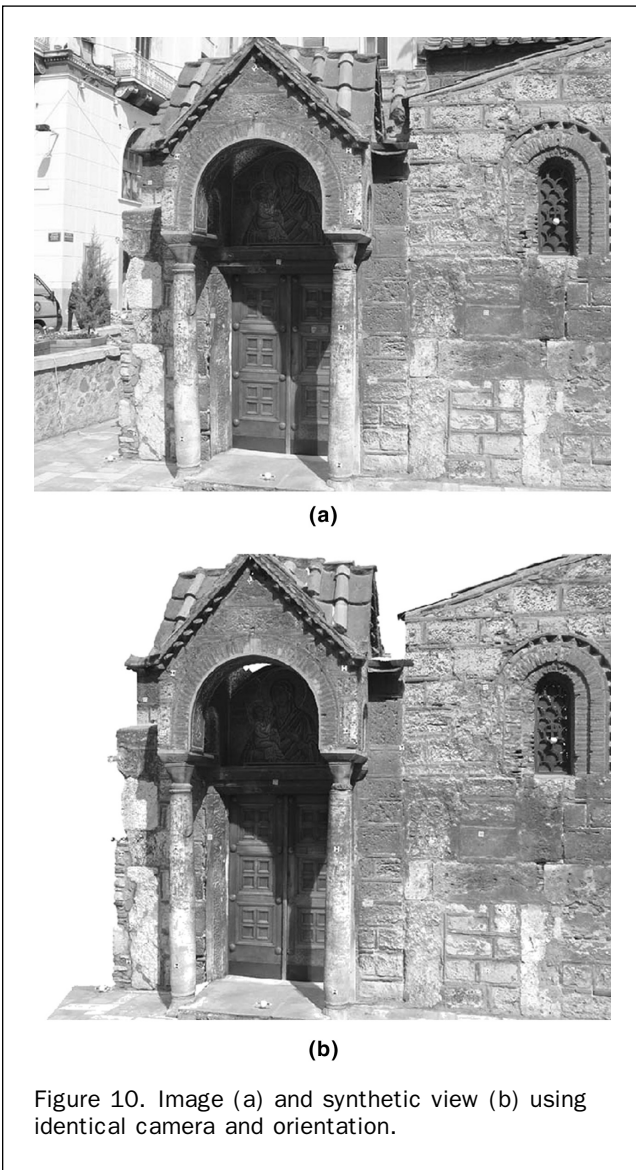 (a)
(b)
Figure 10. Image (a) and synthetic view (b) using
identical camera and orientation.